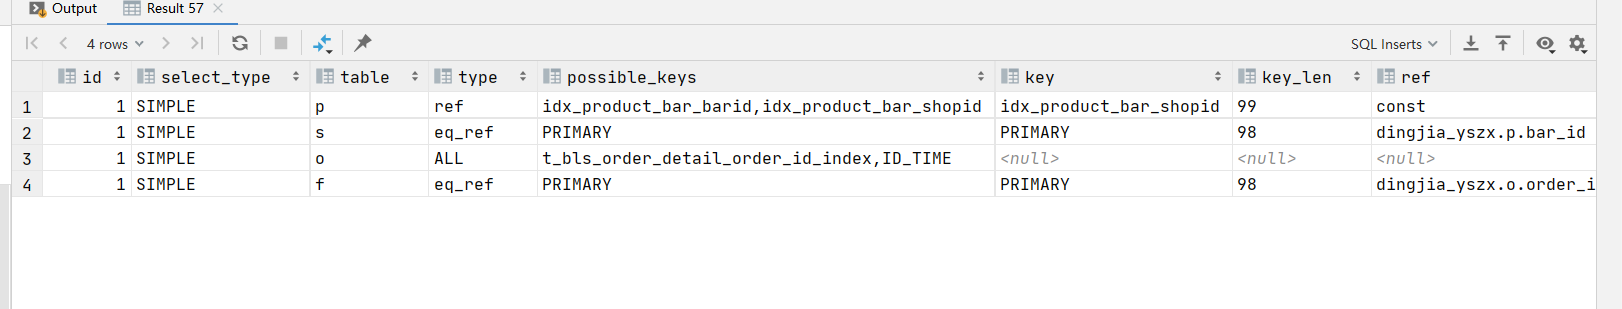 Output Result 57
4 rows SQL Inserts
id select_type table type possible_keys key key_len ref
1 1 SIMPLE p ref idx_product_bar_barid,idx_product_bar_shopid idx_product_bar_shopid 99 const
2 1 SIMPLE s eq_ref PRIMARY PRIMARY 98 dingjia_yszx.p.bar_id
3 1 SIMPLE o ALL t_bls_order_detail_order_id_index,ID_TIME <null> <null> <null>
4 1 SIMPLE f eq_ref PRIMARY PRIMARY 98 dingjia_yszx.o.order_i